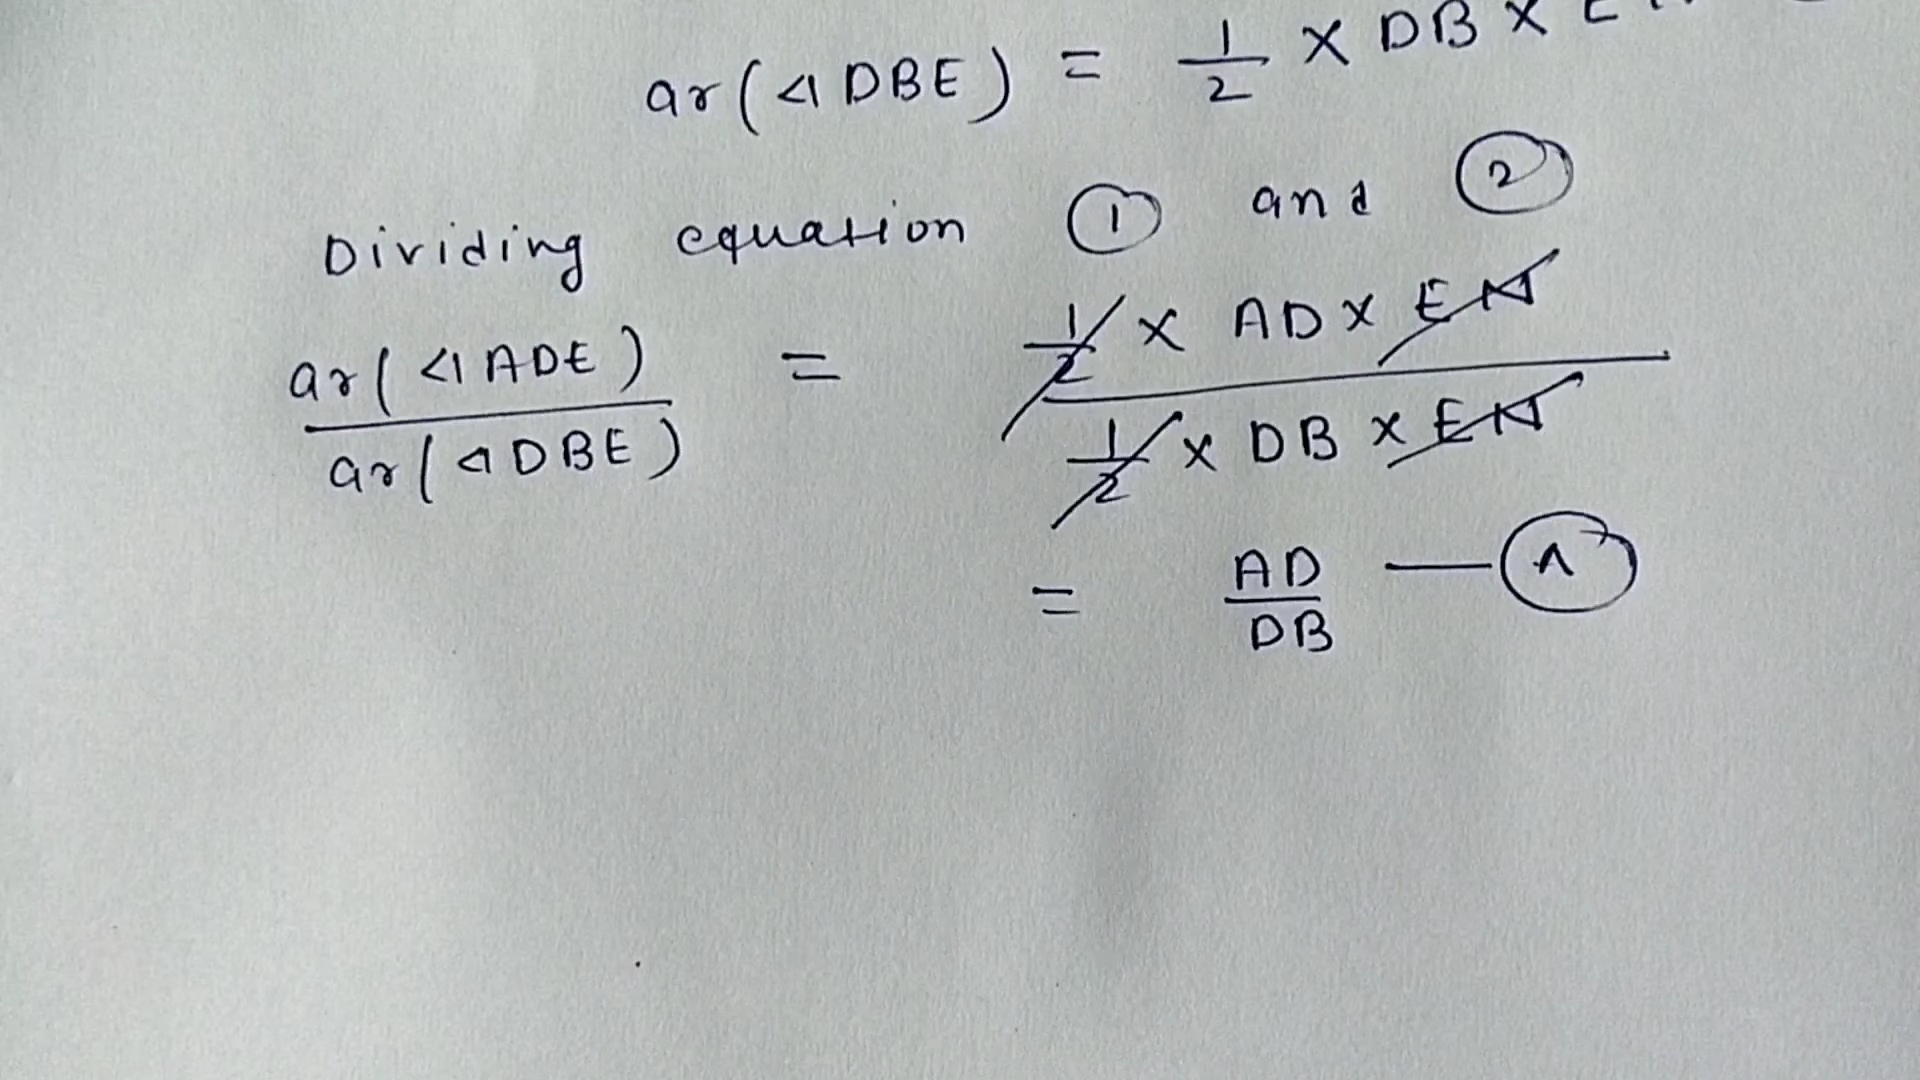 ar(△DBE) = 1/2 × DB ×
Dividing equation ① and ②
ar(△ADE) / ar(△DBE) = 1/2 × AD × EN / 1/2 × DB × EN
= AD/DB — Ⓐ